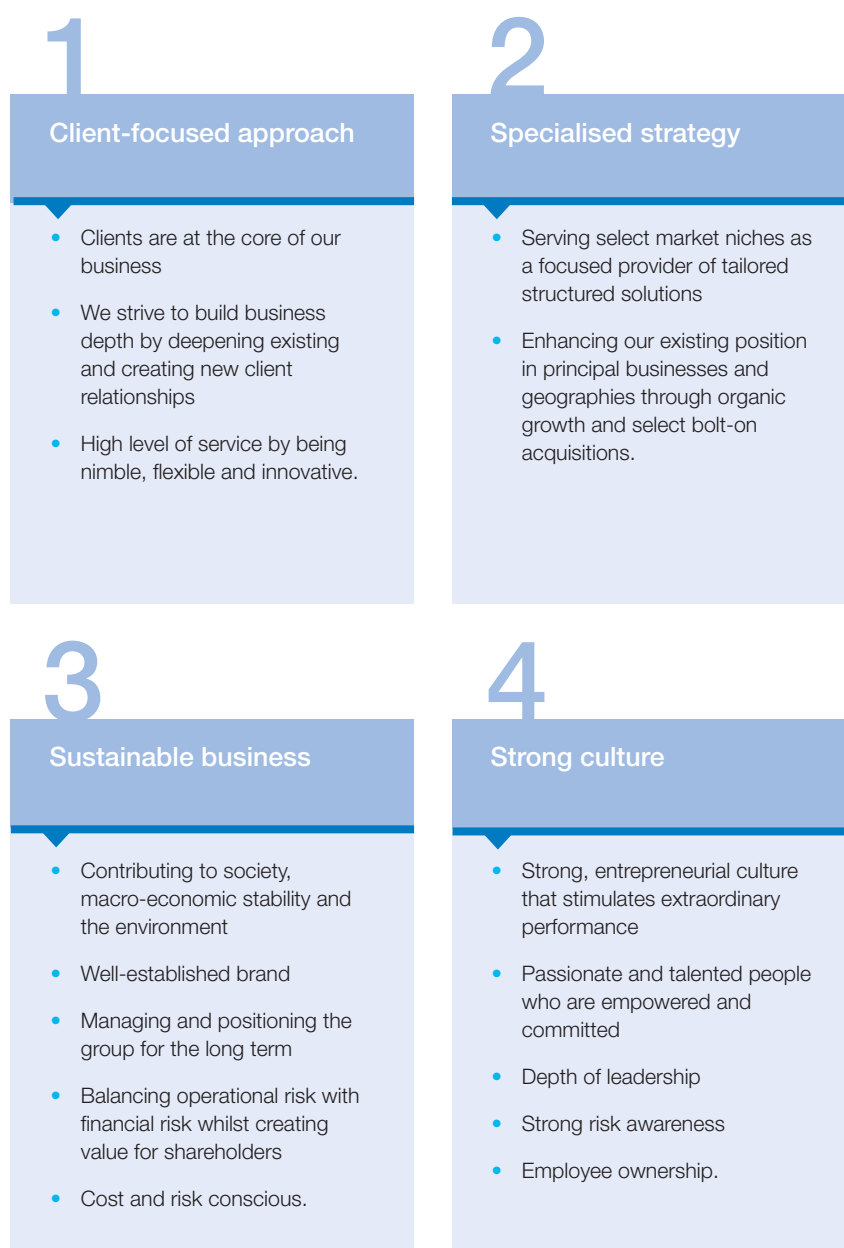 1
Client-focused approach
• Clients are at the core of our
business
• We strive to build business
depth by deepening existing
and creating new client
relationships
• High level of service by being
nimble, flexible and innovative.
2
Specialised strategy
• Serving select market niches as
a focused provider of tailored
structured solutions
• Enhancing our existing position
in principal businesses and
geographies through organic
growth and select bolt-on
acquisitions.
3
Sustainable business
• Contributing to society,
macro-economic stability and
the environment
• Well-established brand
• Managing and positioning the
group for the long term
• Balancing operational risk with
financial risk whilst creating
value for shareholders
• Cost and risk conscious.
4
Strong culture
• Strong, entrepreneurial culture
that stimulates extraordinary
performance
• Passionate and talented people
who are empowered and
committed
• Depth of leadership
• Strong risk awareness
• Employee ownership.